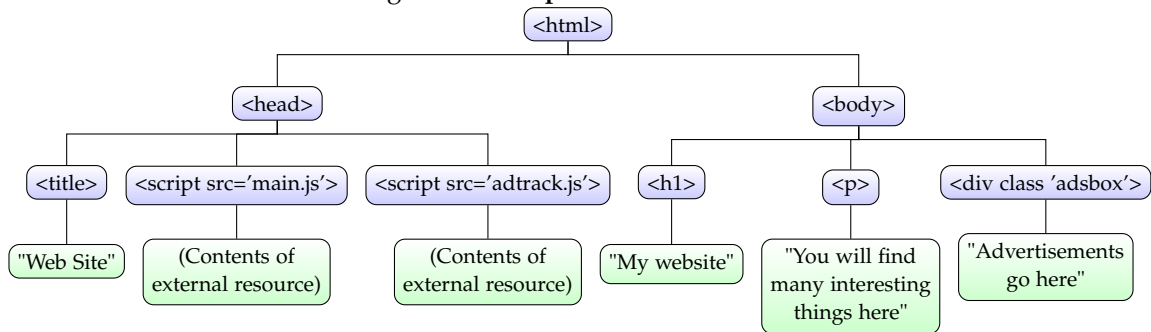 <html>
<head>
<body>
<title>
<script src='main.js'>
<script src='adtrack.js'>
<h1>
<p>
<div class 'adsbox'>
"Web Site"
(Contents of
external resource)
(Contents of
external resource)
"My website"
"You will find
many interesting
things here"
"Advertisements
go here"